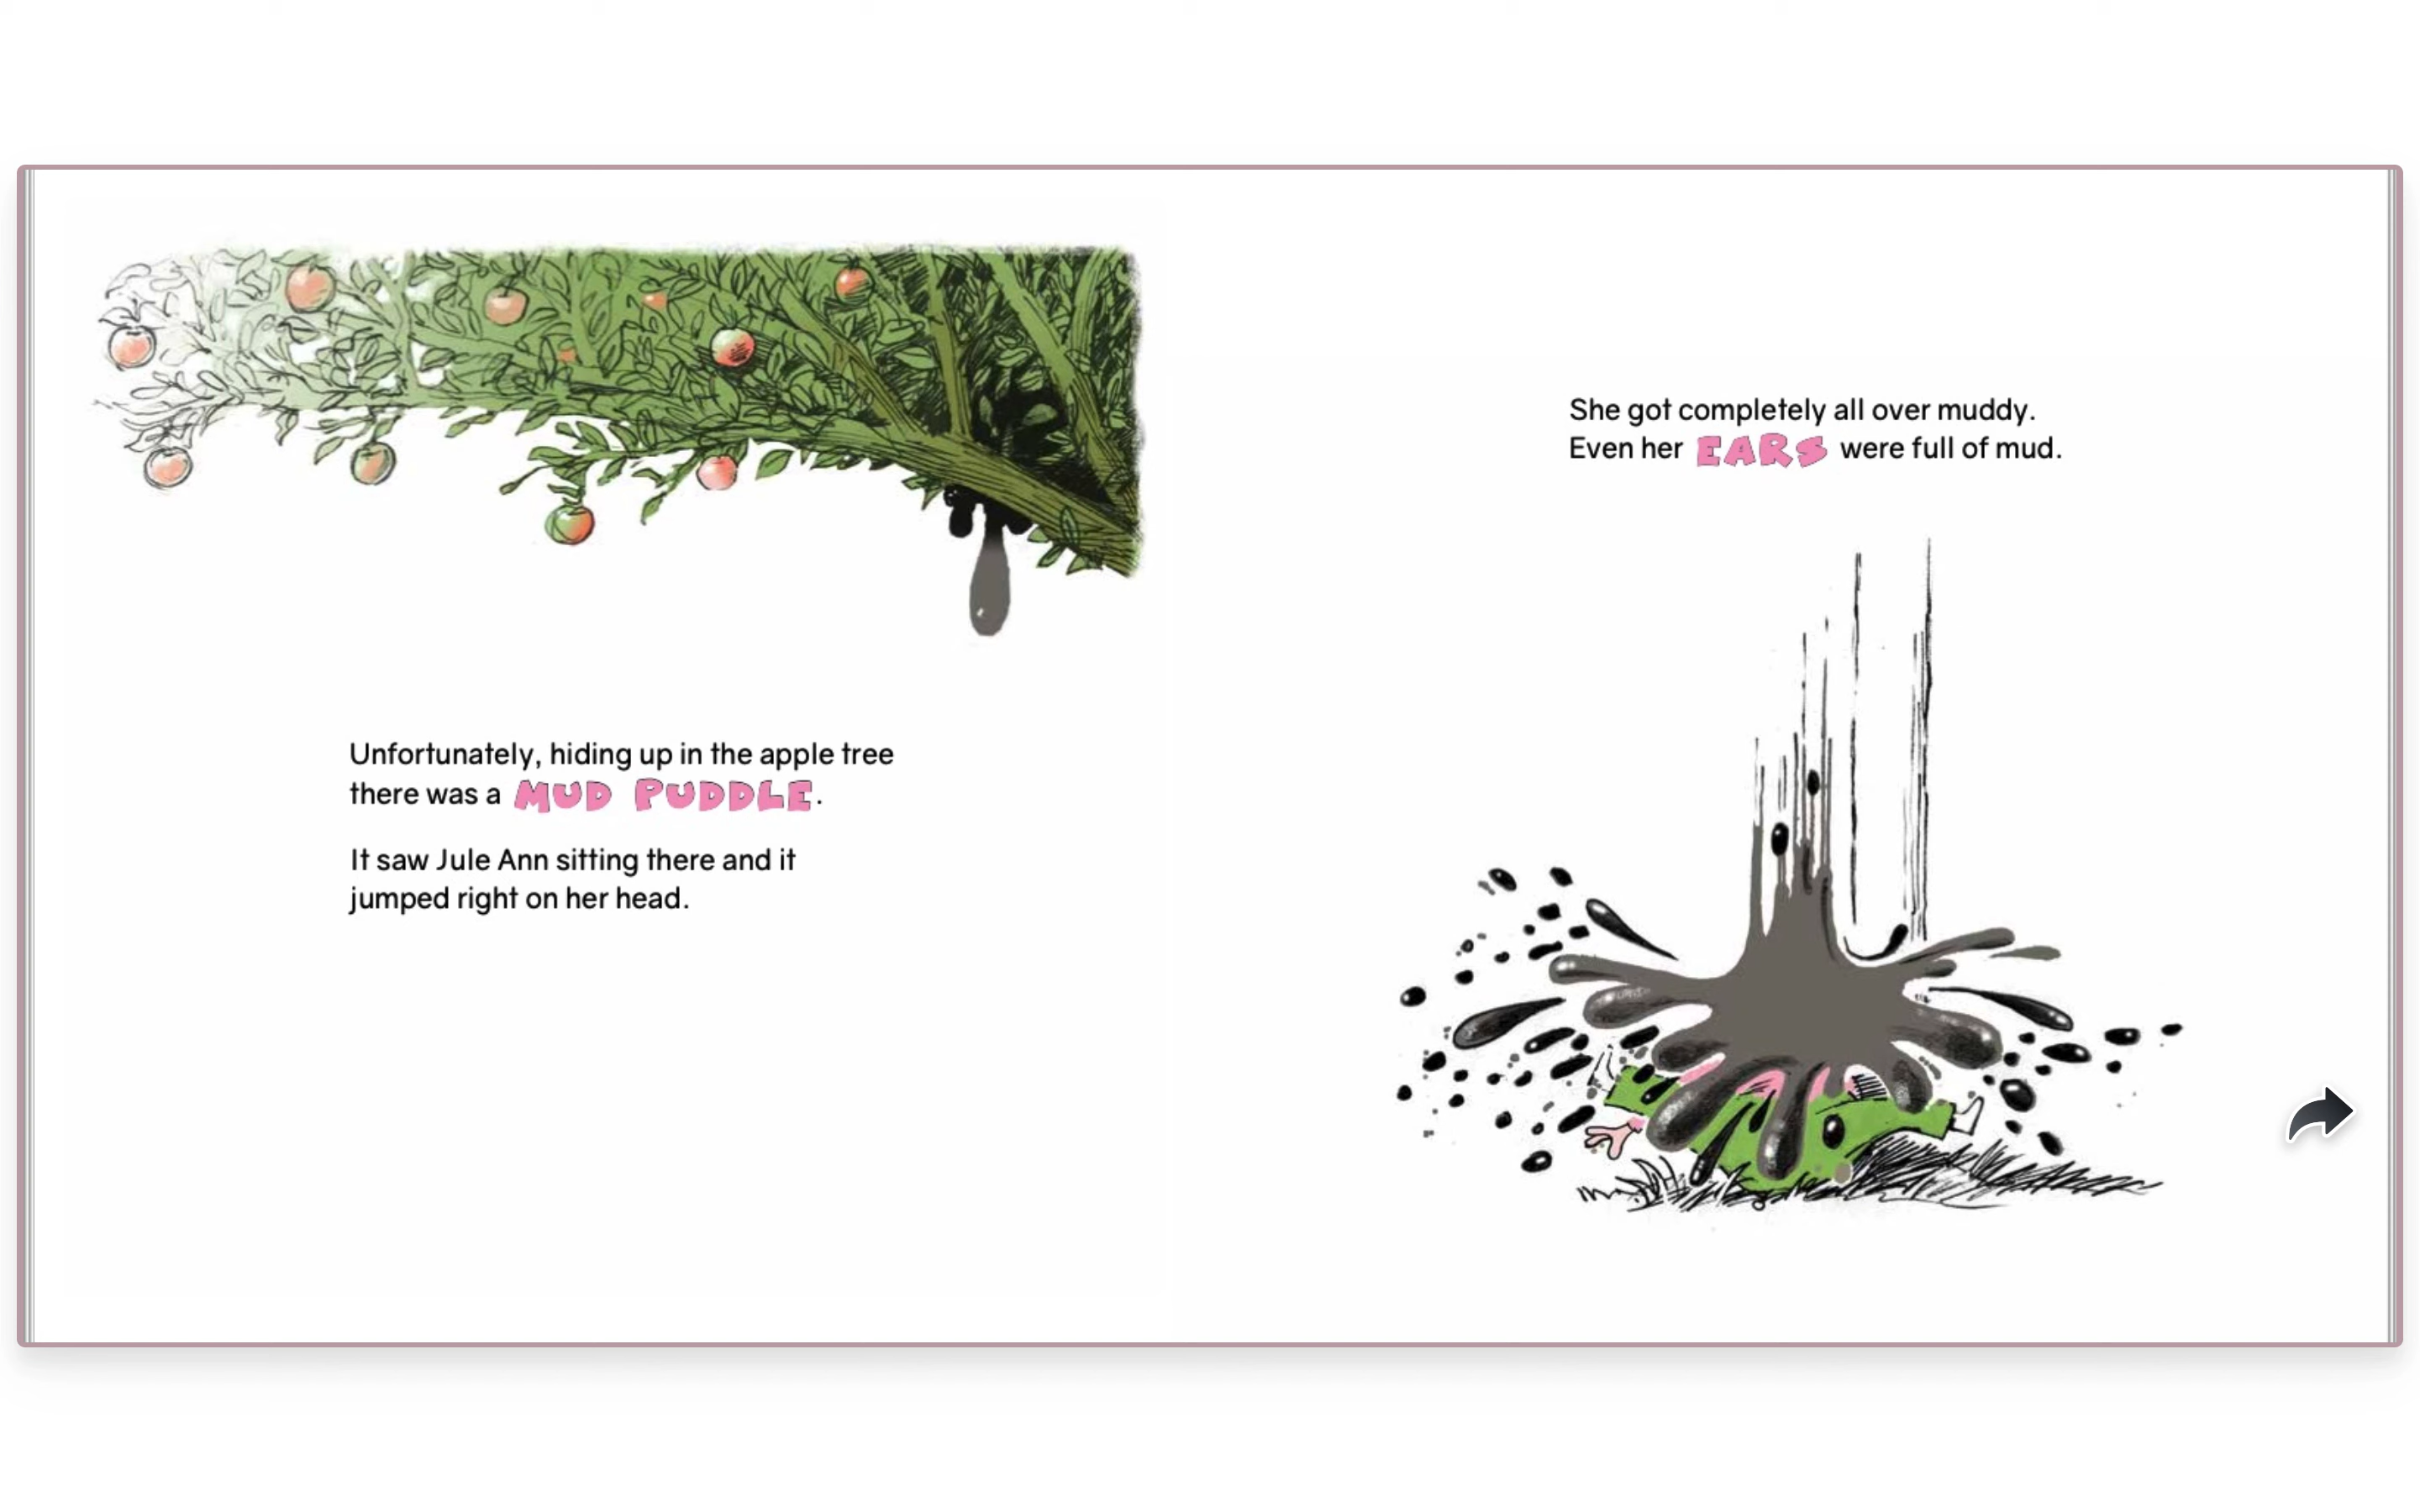 Unfortunately, hiding up in the apple tree
there was a MUD PUDDLE.
It saw Jule Ann sitting there and it
jumped right on her head.
She got completely all over muddy.
Even her EARS were full of mud.